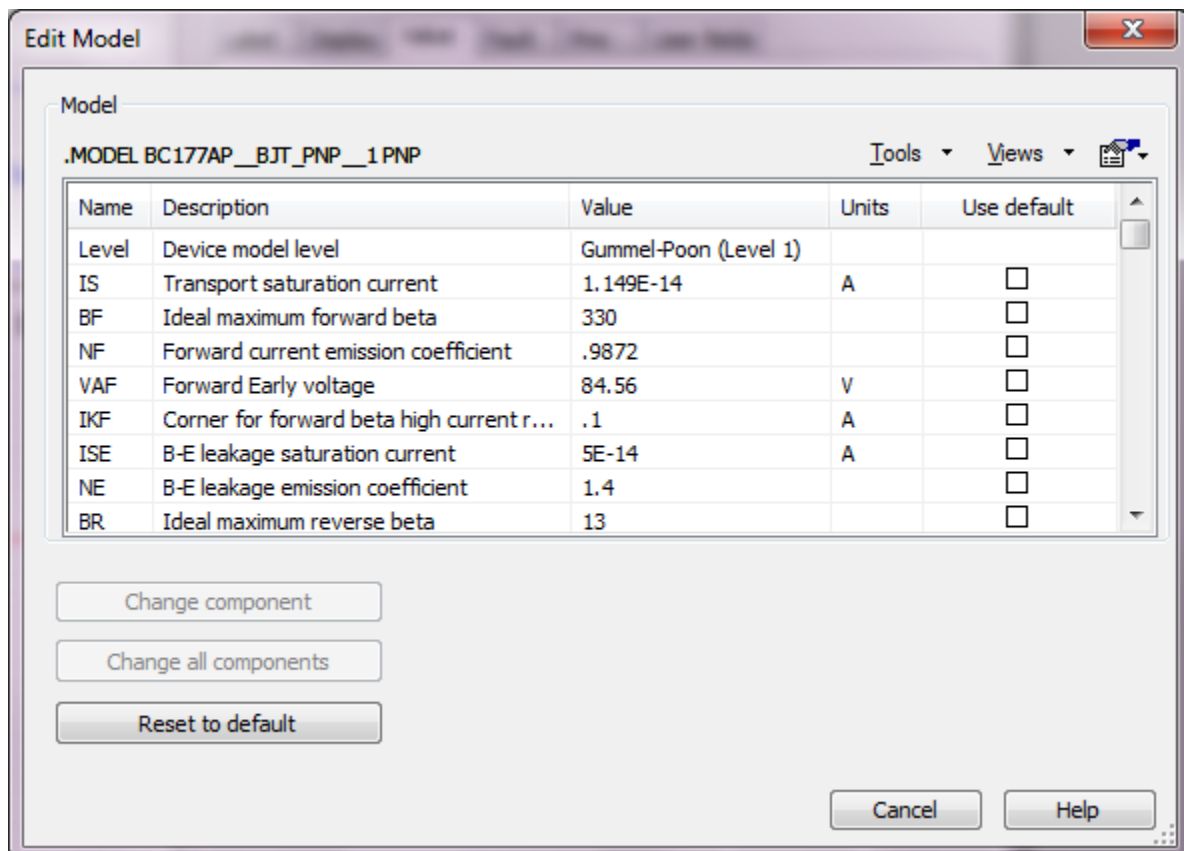 Edit Model
Model
.MODEL BC177AP__BJT_PNP__1 PNP
Tools Views
Name Description Value Units Use default
Level Device model level Gummel-Poon (Level 1)
IS Transport saturation current 1.149E-14 A
BF Ideal maximum forward beta 330
NF Forward current emission coefficient .9872
VAF Forward Early voltage 84.56 V
IKF Corner for forward beta high current r... .1 A
ISE B-E leakage saturation current 5E-14 A
NE B-E leakage emission coefficient 1.4
BR Ideal maximum reverse beta 13
Change component
Change all components
Reset to default
Cancel Help